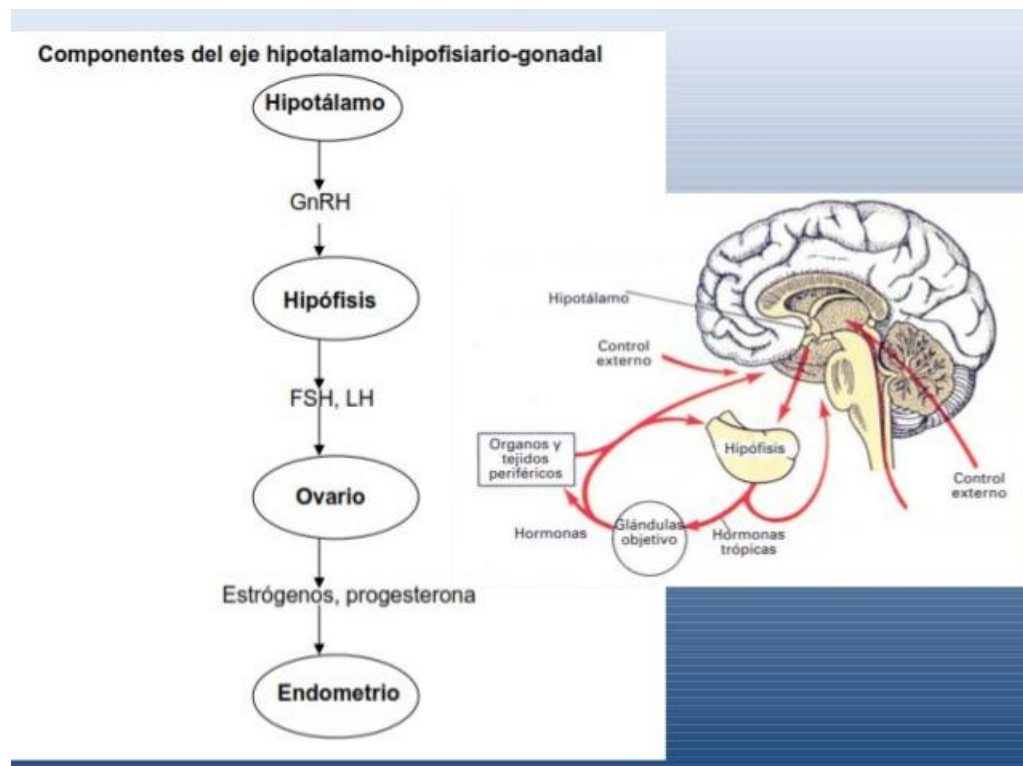 Componentes del eje hipotalamo-hipofisiario-gonadal
Hipotálamo
GnRH
Hipófisis
FSH, LH
Ovario
Estrógenos, progesterona
Endometrio
Hipotálamo
Control
externo
Organos y
tejidos
periféricos
Hipófisis
Control
externo
Hormonas
Glándulas
objetivo
Hormonas
trópicas